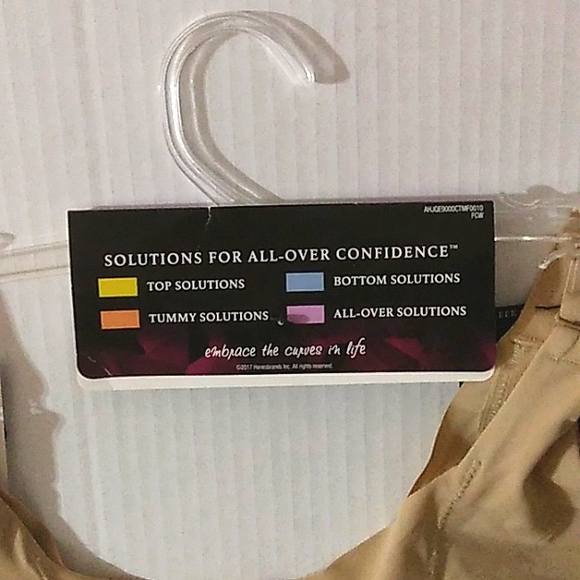 FCW
SOLUTIONS FOR ALL-OVER CONFIDENCE™
TOP SOLUTIONS
BOTTOM SOLUTIONS
TUMMY SOLUTIONS
ALL-OVER SOLUTIONS
embrace the curves in life
©2017 Hanesbrands Inc. All rights reserved.